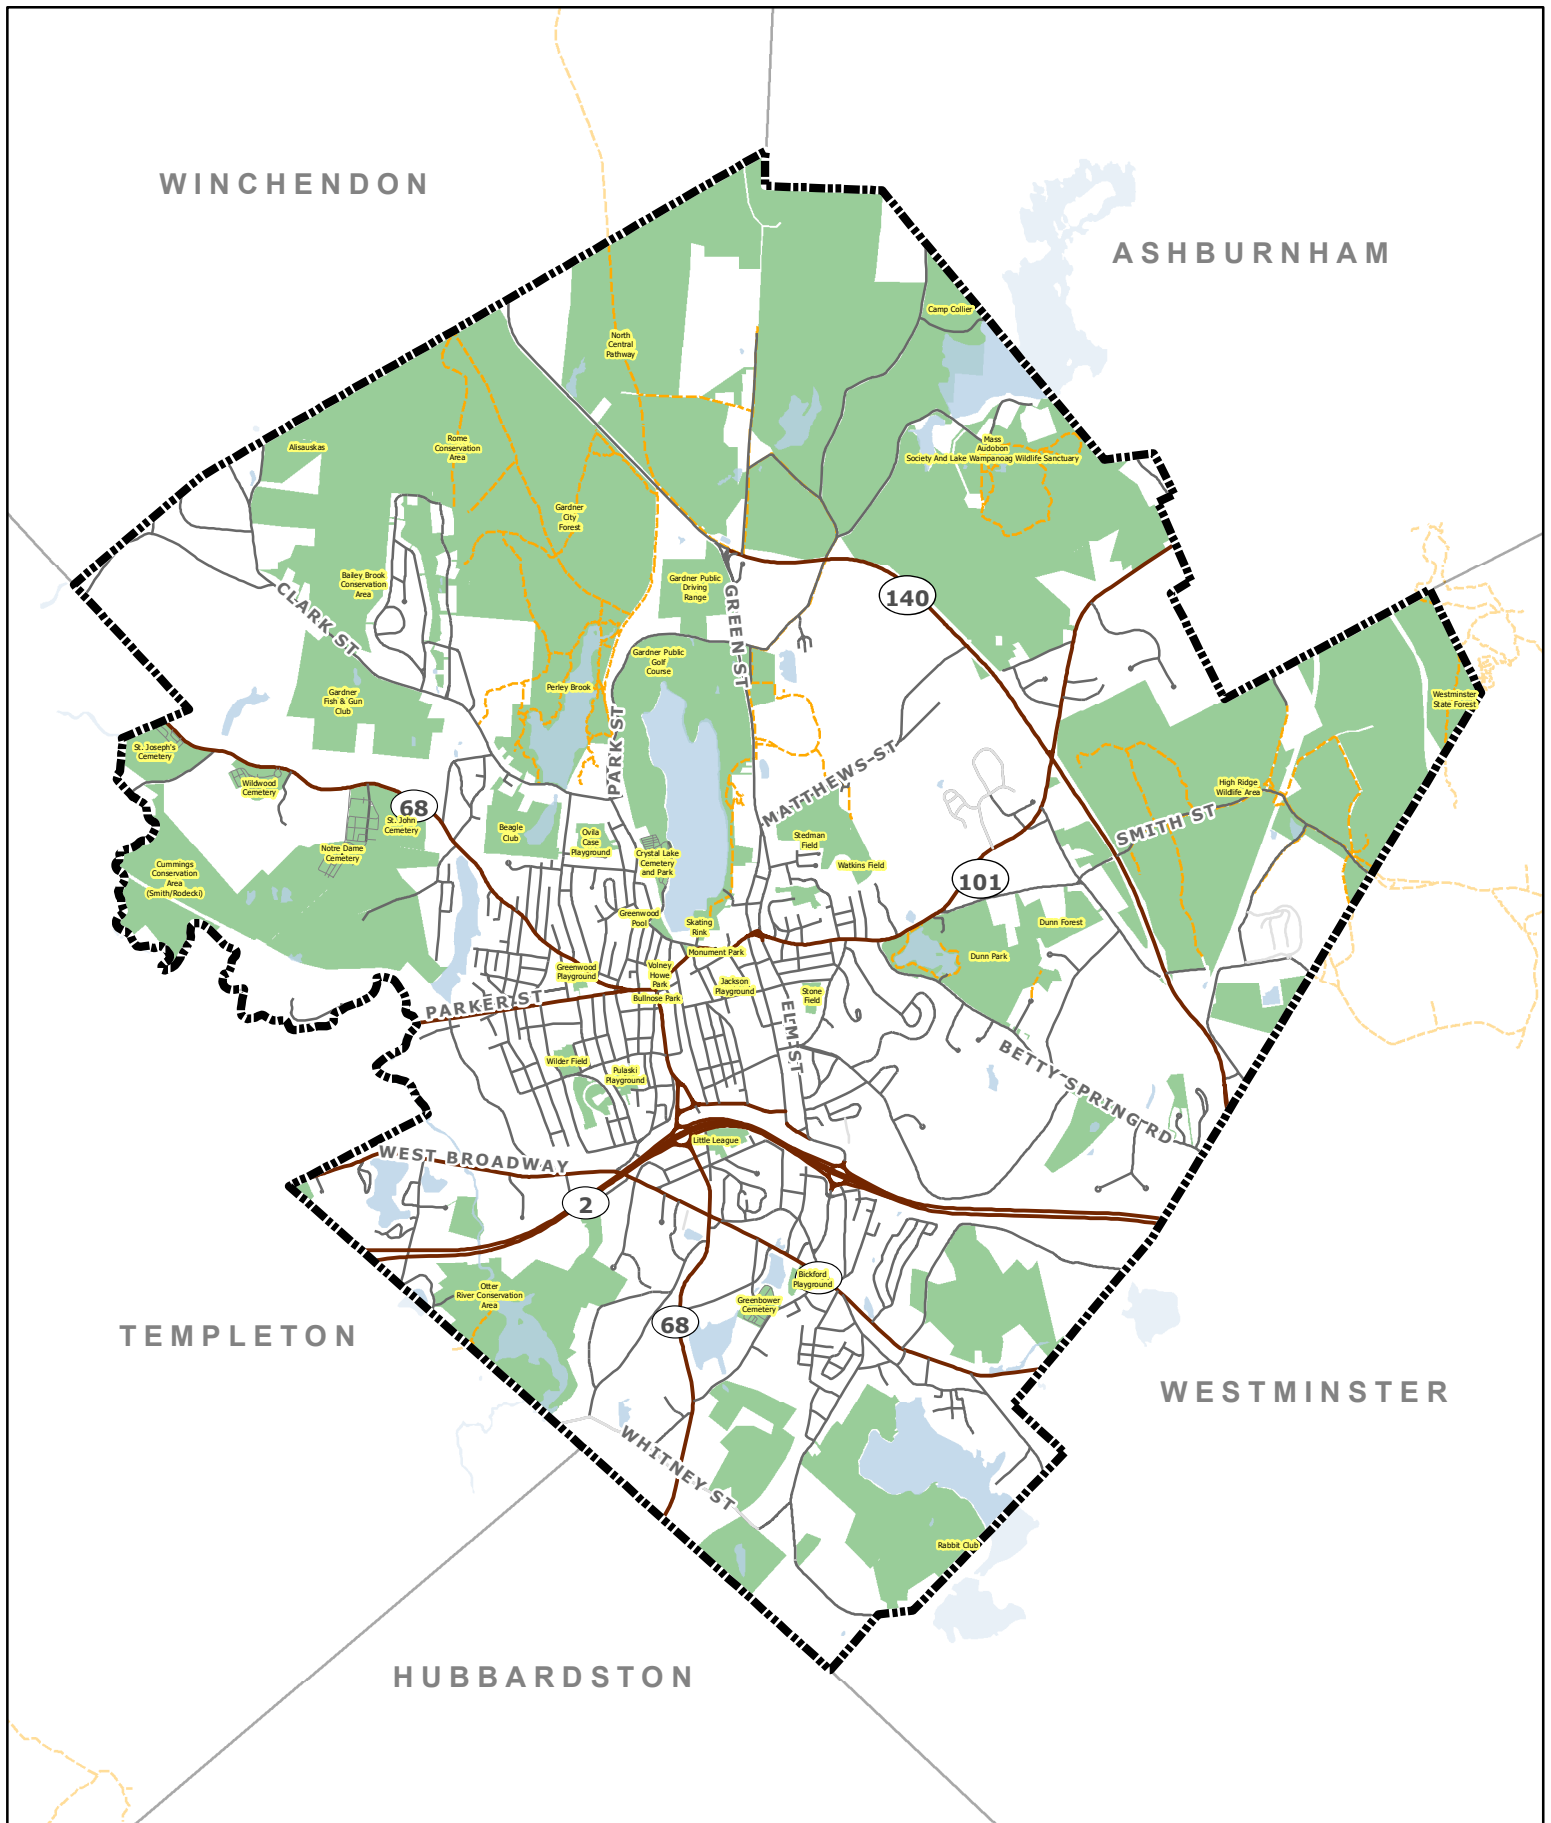 WINCHENDON
ASHBURNHAM
Camp Collier
North
Central
Pathway
Alisauskas
Rome
Conservation
Area
Mass
Audobon
Society And Lake Wampanoag Wildlife Sanctuary
Gardner
City
Forest
Bailey Brook
Conservation
Area
Gardner Public
Driving
Range
GREEN ST
140
CLARK ST
Gardner Public
Golf
Course
Gardner
Fish & Gun
Club
Perley Brook
PARK ST
Westminster
State Forest
St. Joseph's
Cemetery
Wildwood
Cemetery
MATTHEWS ST
High Ridge
Wildlife Area
68
St. John
Cemetery
SMITH ST
Beagle
Club
Ovila
Case
Playground
Stedman
Field
Notre Dame
Cemetery
Crystal Lake
Cemetery
and Park
Watkins Field
Cummings
Conservation
Area
(Smith/Rodecki)
101
Greenwood
Pool
Skating
Rink
Dunn Forest
Monument Park
Dunn Park
Greenwood
Playground
Volney
Howe
Park
Jackson
Playground
Stone
Field
Bullnose Park
PARKER ST
ELM ST
Wilder Field
Pulaski
Playground
BETTY SPRING RD
Little League
WEST BROADWAY
2
Otter
River Conservation
Area
Bickford
Playground
Greenbower
Cemetery
68
TEMPLETON
WESTMINSTER
WHITNEY ST
Rabbit Club
HUBBARDSTON